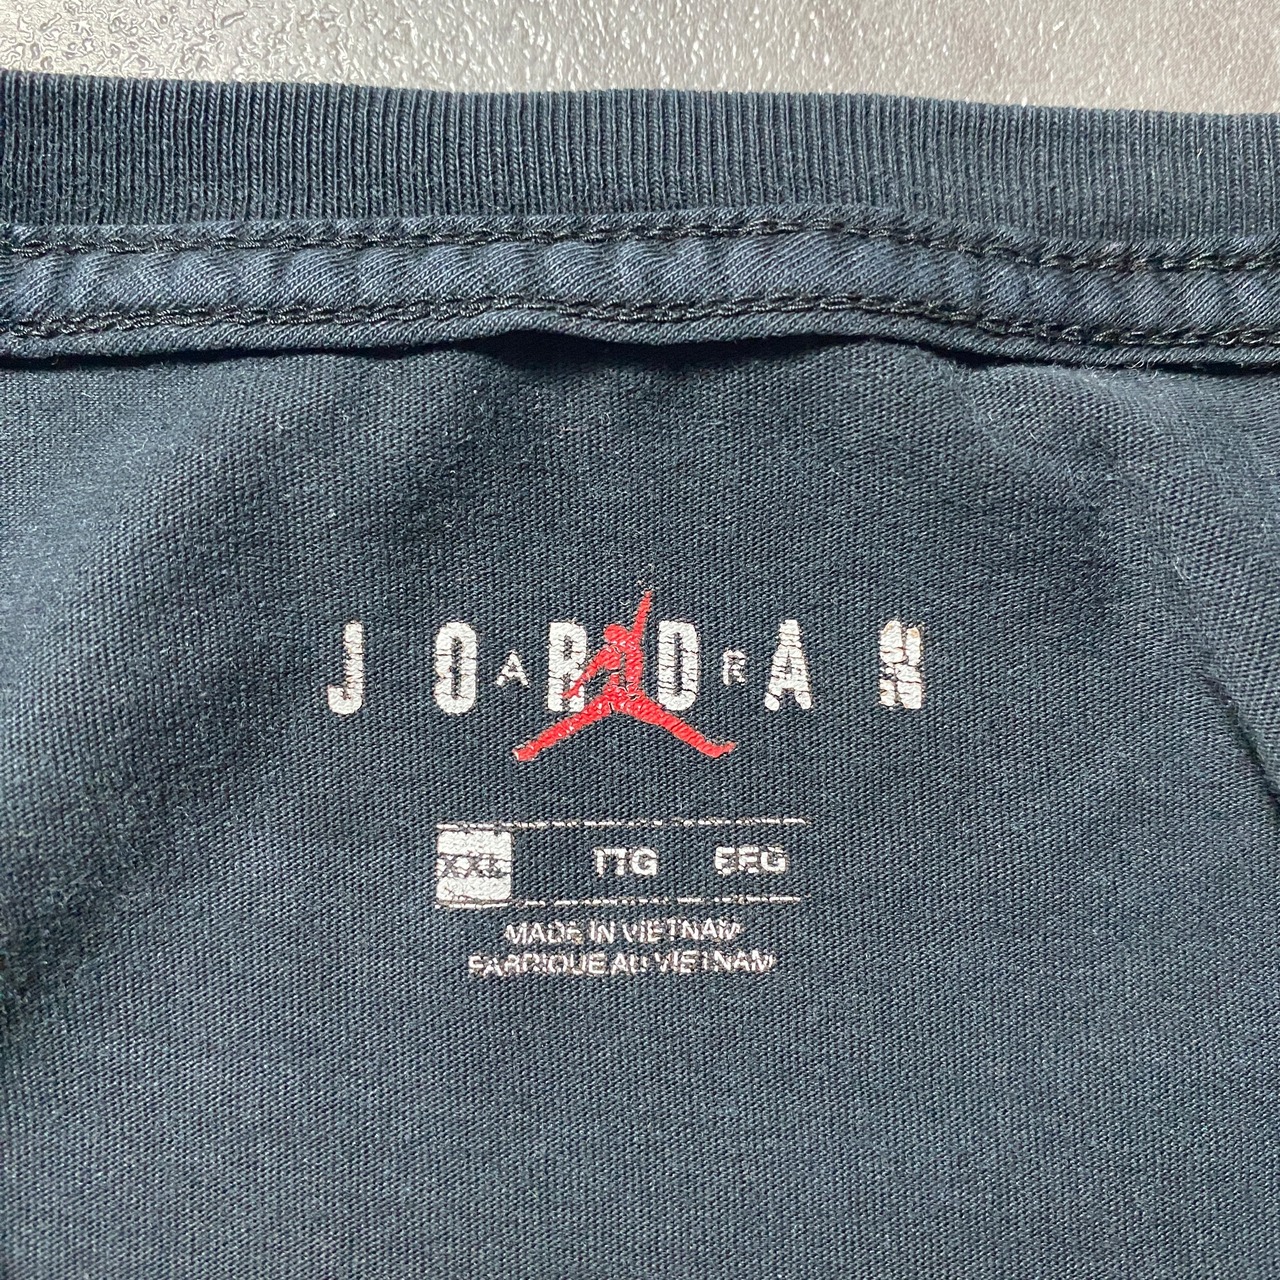 JORDAN
AIR
XXL TTG EEG
MADE IN VIETNAM
FABRIQUE AU VIETNAM